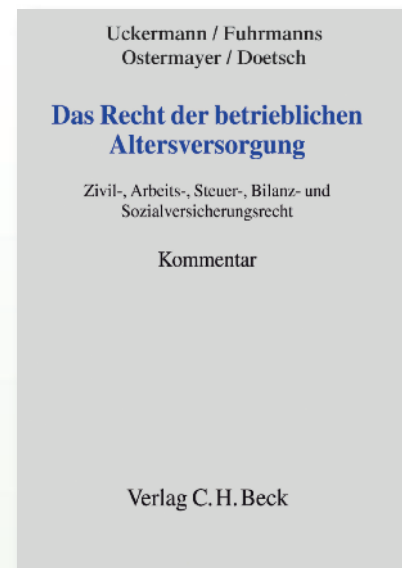 Uckermann / Fuhrmanns
Ostermayer / Doetsch
Das Recht der betrieblichen
Altersversorgung
Zivil-, Arbeits-, Steuer-, Bilanz- und
Sozialversicherungsrecht
Kommentar
Verlag C.H.Beck